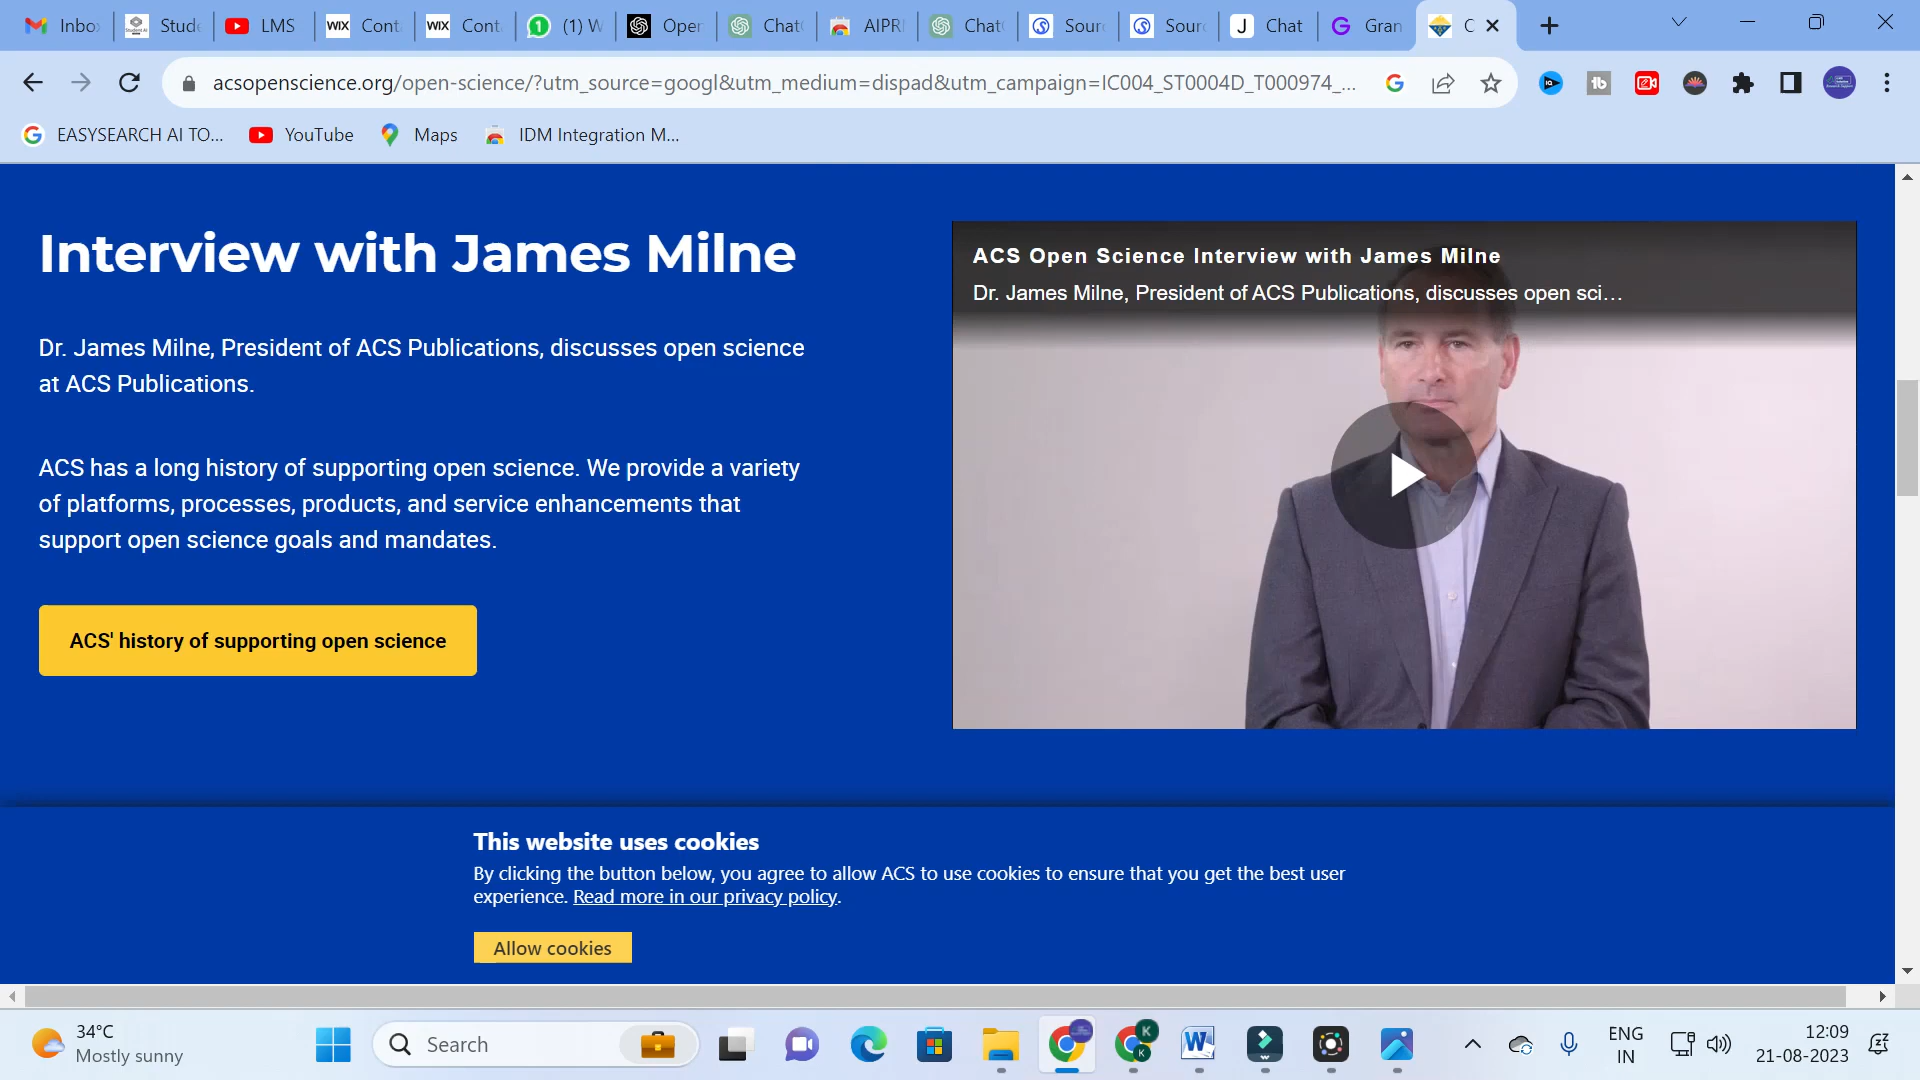 Inbo
Stude
LMS
WIX Cont
WIX Cont
(1) W
Open
Chat
AIPRI
Chat
Sour
Sour
J Chat
Gran
acsopenscience.org/open-science/?utm_source=googl&utm_medium=dispad&utm_campaign=IC004_ST0004D_T000974_...
EASYSEARCH AI TO...
YouTube
Maps
IDM Integration M...
Interview with James Milne
Dr. James Milne, President of ACS Publications, discusses open science
at ACS Publications.
ACS has a long history of supporting open science. We provide a variety
of platforms, processes, products, and service enhancements that
support open science goals and mandates.
ACS' history of supporting open science
ACS Open Science Interview with James Milne
Dr. James Milne, President of ACS Publications, discusses open sci...
This website uses cookies
By clicking the button below, you agree to allow ACS to use cookies to ensure that you get the best user
experience. Read more in our privacy policy.
Allow cookies
34°C
Mostly sunny
Search
ENG
IN
12:09
21-08-2023